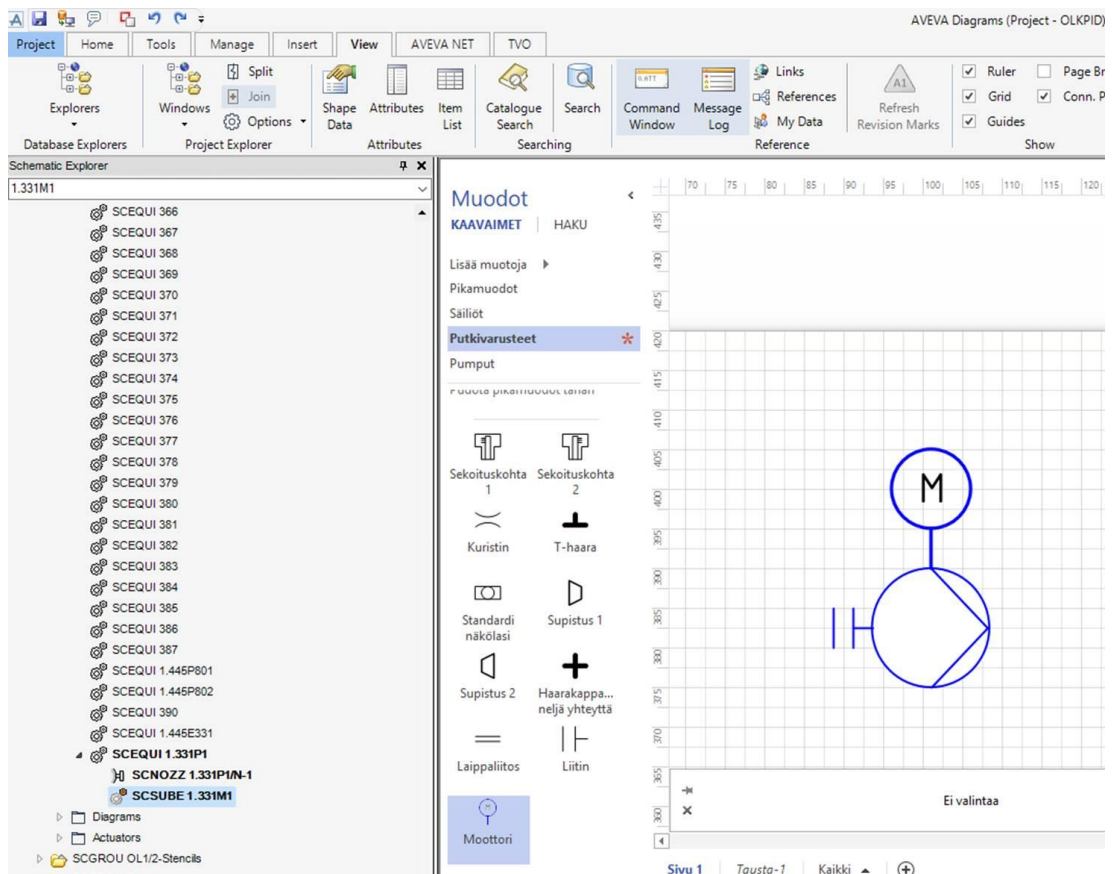 AVEVA Diagrams (Project - OLKPID)
Project Home Tools Manage Insert View AVEVA NET TVO
Explorers
Database Explorers
Windows
Split
Join
Options
Project Explorer
Shape Data
Attributes
Item List
Attributes
Catalogue Search
Search
Searching
Command Window
Message Log
Links
References
My Data
Reference
A1
Refresh Revision Marks
Ruler
Grid
Guides
Page Br
Conn. P
Show
Schematic Explorer
1.331M1
SCEQUI 366
SCEQUI 367
SCEQUI 368
SCEQUI 369
SCEQUI 370
SCEQUI 371
SCEQUI 372
SCEQUI 373
SCEQUI 374
SCEQUI 375
SCEQUI 376
SCEQUI 377
SCEQUI 378
SCEQUI 379
SCEQUI 380
SCEQUI 381
SCEQUI 382
SCEQUI 383
SCEQUI 384
SCEQUI 385
SCEQUI 386
SCEQUI 387
SCEQUI 1.445P801
SCEQUI 1.445P802
SCEQUI 390
SCEQUI 1.445E331
SCEQUI 1.331P1
SCNOZZ 1.331P1/N-1
SCSUBE 1.331M1
Diagrams
Actuators
SCGROU OL1/2-Stencils
Muodot
KAAVAIMET HAKU
Lisää muotoja
Pikamuodot
Säiliöt
Putkivarusteet
Pumput
Pudota pikamuodot tähän
Sekoituskohta 1
Sekoituskohta 2
Kuristin
T-haara
Standardi näkölasi
Supistus 1
Supistus 2
Haarakappa... neljä yhteyttä
Laippaliitos
Liitin
Moottori
70 75 80 85 90 95 100 105 110 115 120
435
430
425
420
415
410
405
400
395
390
385
380
375
370
365
360
M
Ei valintaa
Sivu 1 Tausta-1 Kaikki